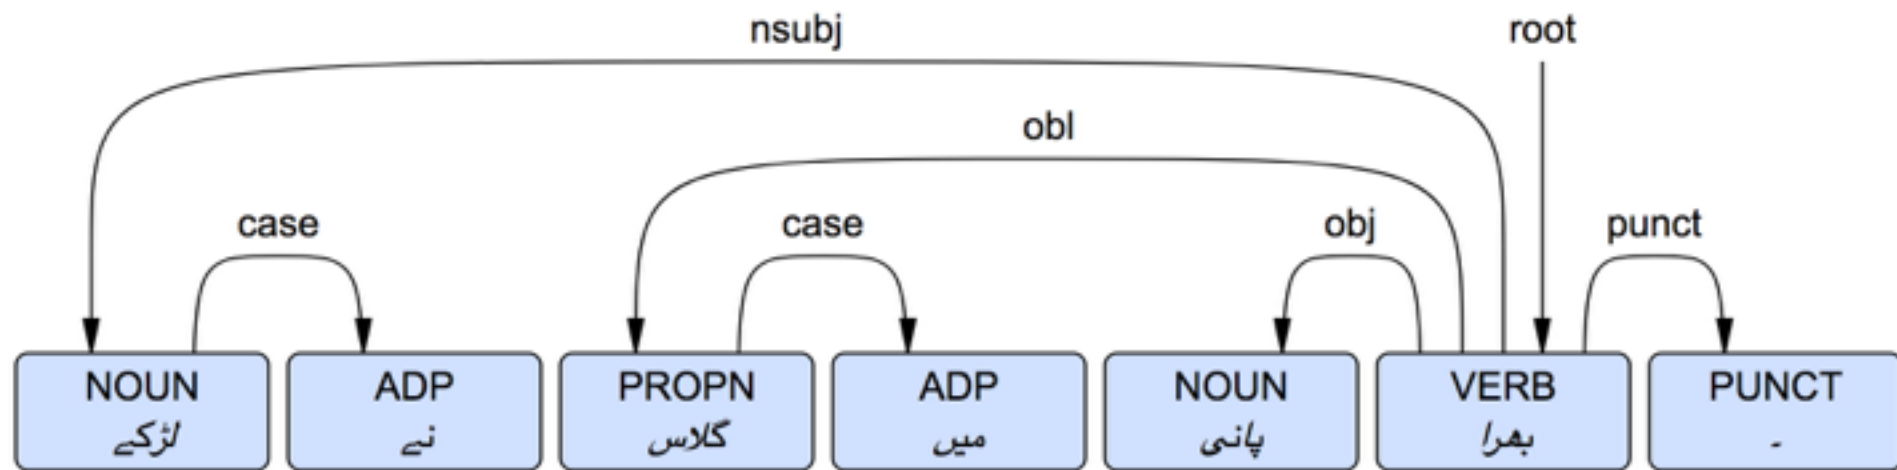 nsubj root
obl
case case obj punct
NOUN ADP PROPN ADP NOUN VERB PUNCT
لڑکے نے گلاس میں پانی بھرا ۔